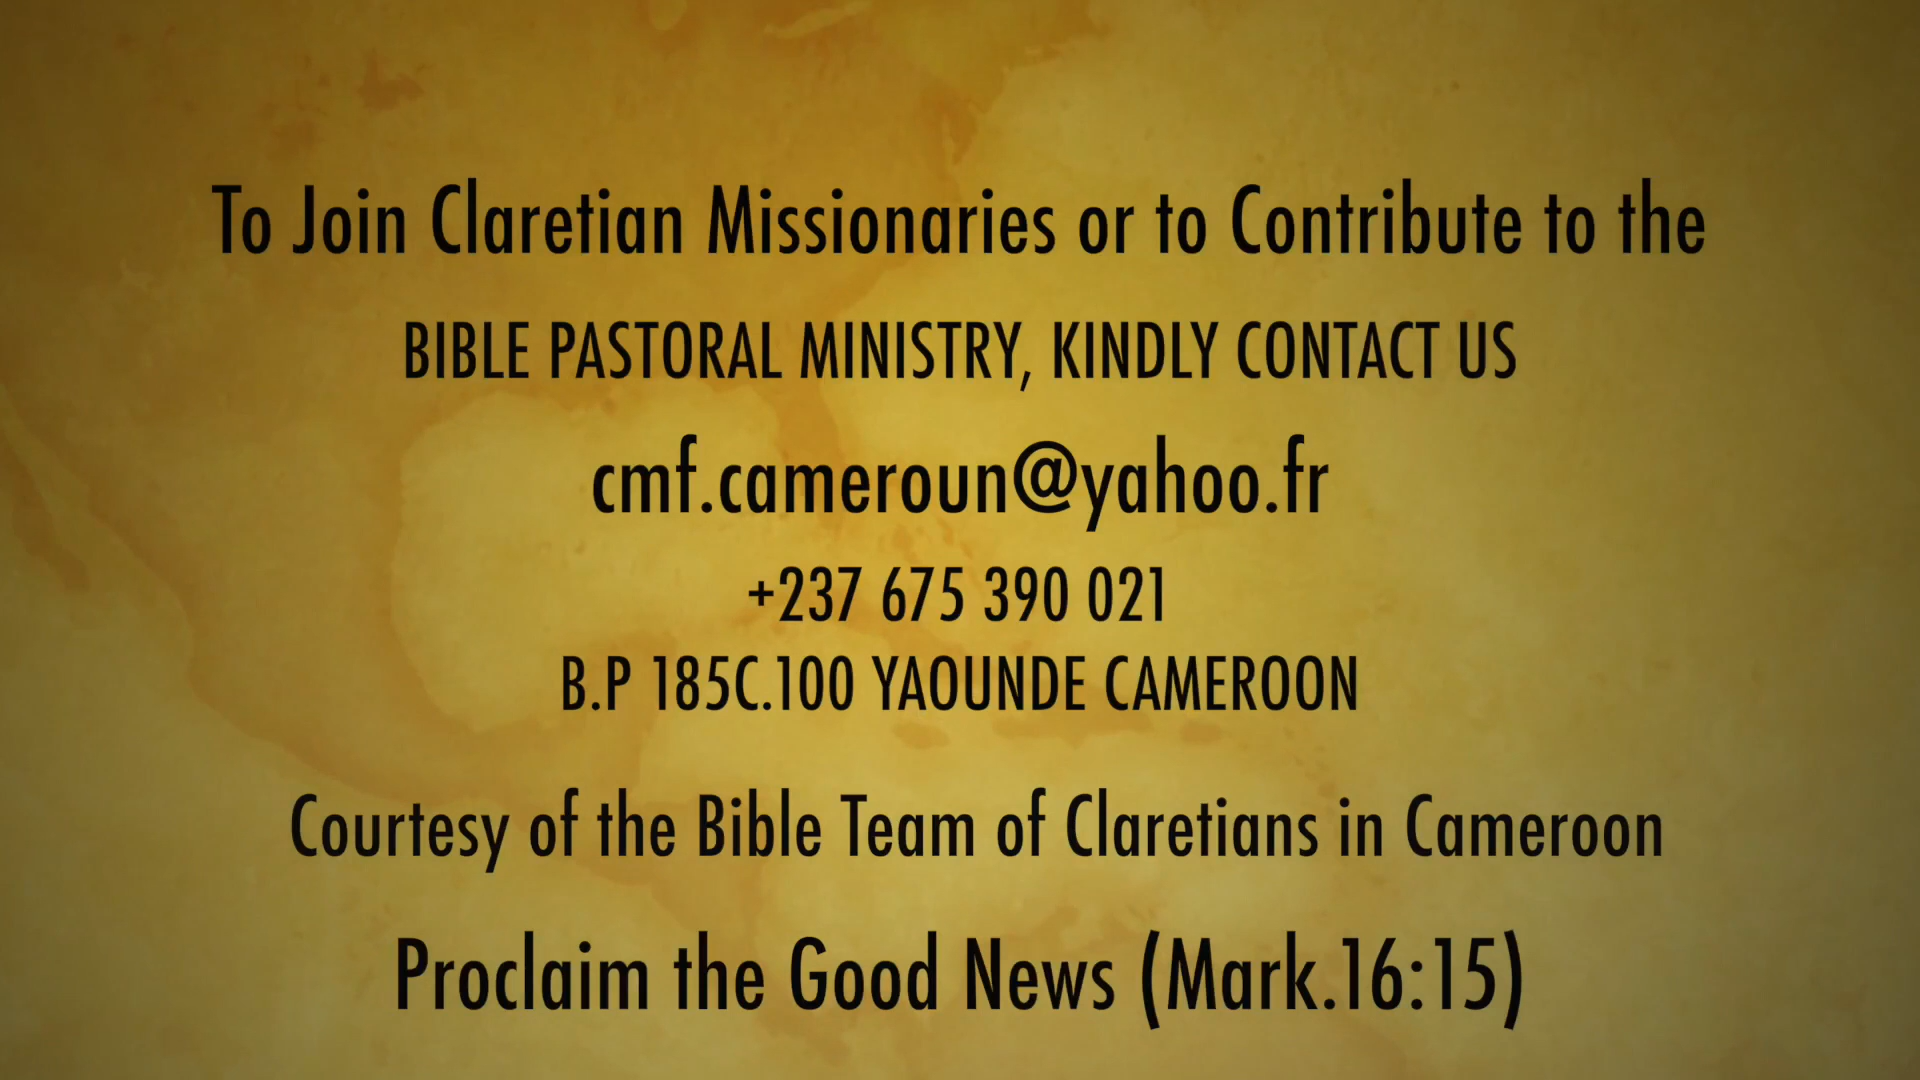 To Join Claretian Missionaries or to Contribute to the
BIBLE PASTORAL MINISTRY, KINDLY CONTACT US
cmf.cameroun@yahoo.fr
+237 675 390 021
B.P 185C.100 YAOUNDE CAMEROON
Courtesy of the Bible Team of Claretians in Cameroon
Proclaim the Good News (Mark.16:15)